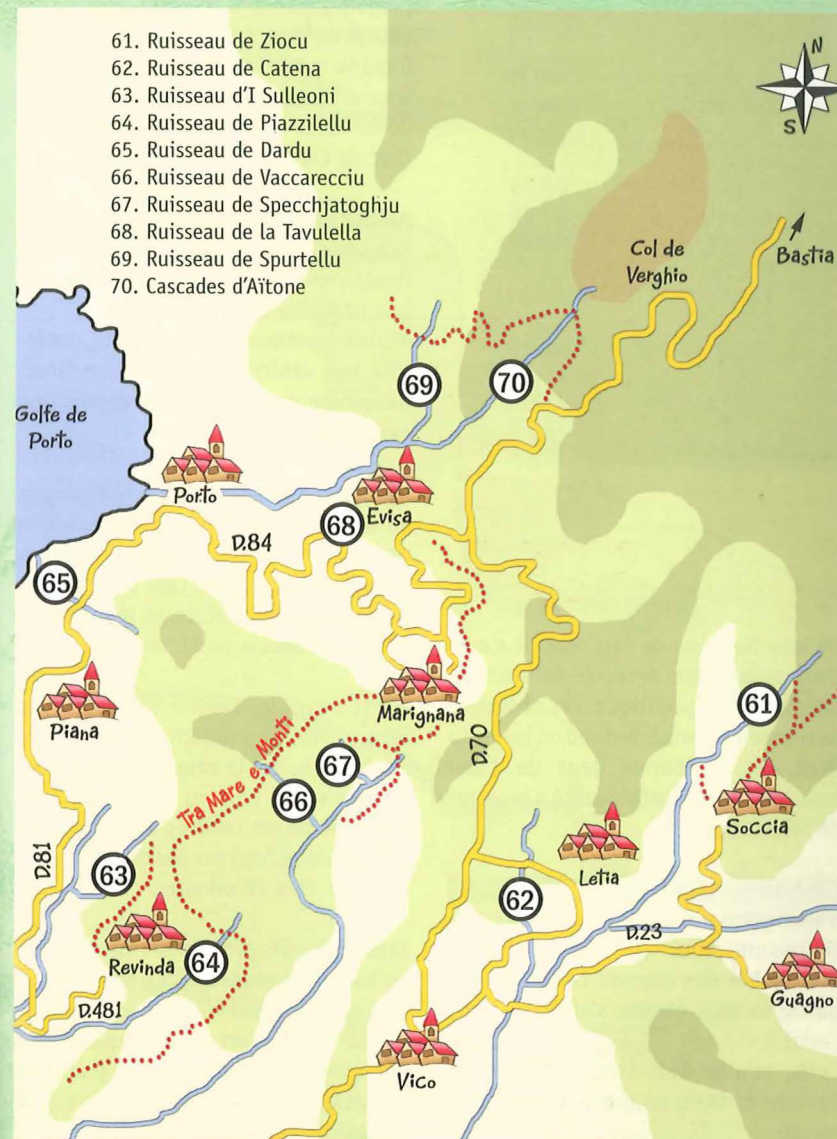 61. Ruisseau de Ziocu
62. Ruisseau de Catena
63. Ruisseau d'I Sulleoni
64. Ruisseau de Piazzilellu
65. Ruisseau de Dardu
66. Ruisseau de Vaccarecciu
67. Ruisseau de Specchjatoghju
68. Ruisseau de la Tavulella
69. Ruisseau de Spurtellu
70. Cascades d'Aïtone
N
S
Col de
Verghio
Bastia
69
70
Golfe de
Porto
Porto
Evisa
68
D.84
65
Piana
Marignana
61
D.70
Tra Mare e Monti
67
66
Soccia
D.81
63
Letia
62
Revinda
64
D.23
Guagno
D.481
Vico